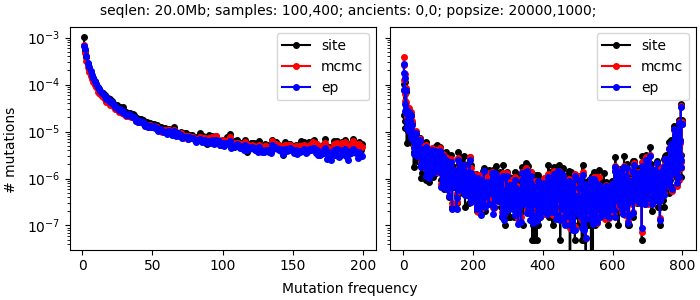 seqlen: 20.0Mb; samples: 100,400; ancients: 0,0; popsize: 20000,1000;
# mutations
10⁻³
10⁻⁴
10⁻⁵
10⁻⁶
10⁻⁷
site
mcmc
ep
site
mcmc
ep
0 50 100 150 200
0 200 400 600 800
Mutation frequency